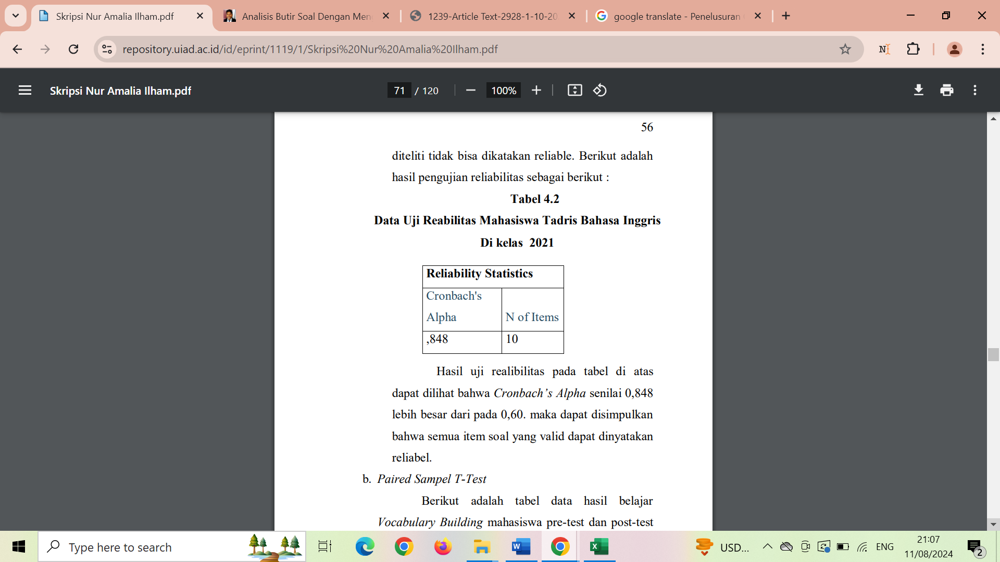 Skripsi Nur Amalia Ilham.pdf
Analisis Butir Soal Dengan Men
1239-Article Text-2928-1-10-20
google translate - Penelusuran
repository.uiad.ac.id/id/eprint/1119/1/Skripsi%20Nur%20Amalia%20Ilham.pdf
Skripsi Nur Amalia Ilham.pdf
71 / 120
100%
56
diteliti tidak bisa dikatakan reliable. Berikut adalah
hasil pengujian reliabilitas sebagai berikut :
Tabel 4.2
Data Uji Reabilitas Mahasiswa Tadris Bahasa Inggris
Di kelas 2021
Reliability Statistics
Cronbach's
Alpha
N of Items
,848
10
Hasil uji realibilitas pada tabel di atas
dapat dilihat bahwa Cronbach’s Alpha senilai 0,848
lebih besar dari pada 0,60. maka dapat disimpulkan
bahwa semua item soal yang valid dapat dinyatakan
reliabel.
b. Paired Sampel T-Test
Berikut adalah tabel data hasil belajar
Vocabulary Building mahasiswa pre-test dan post-test
Type here to search
USD...
ENG
21:07
11/08/2024
2